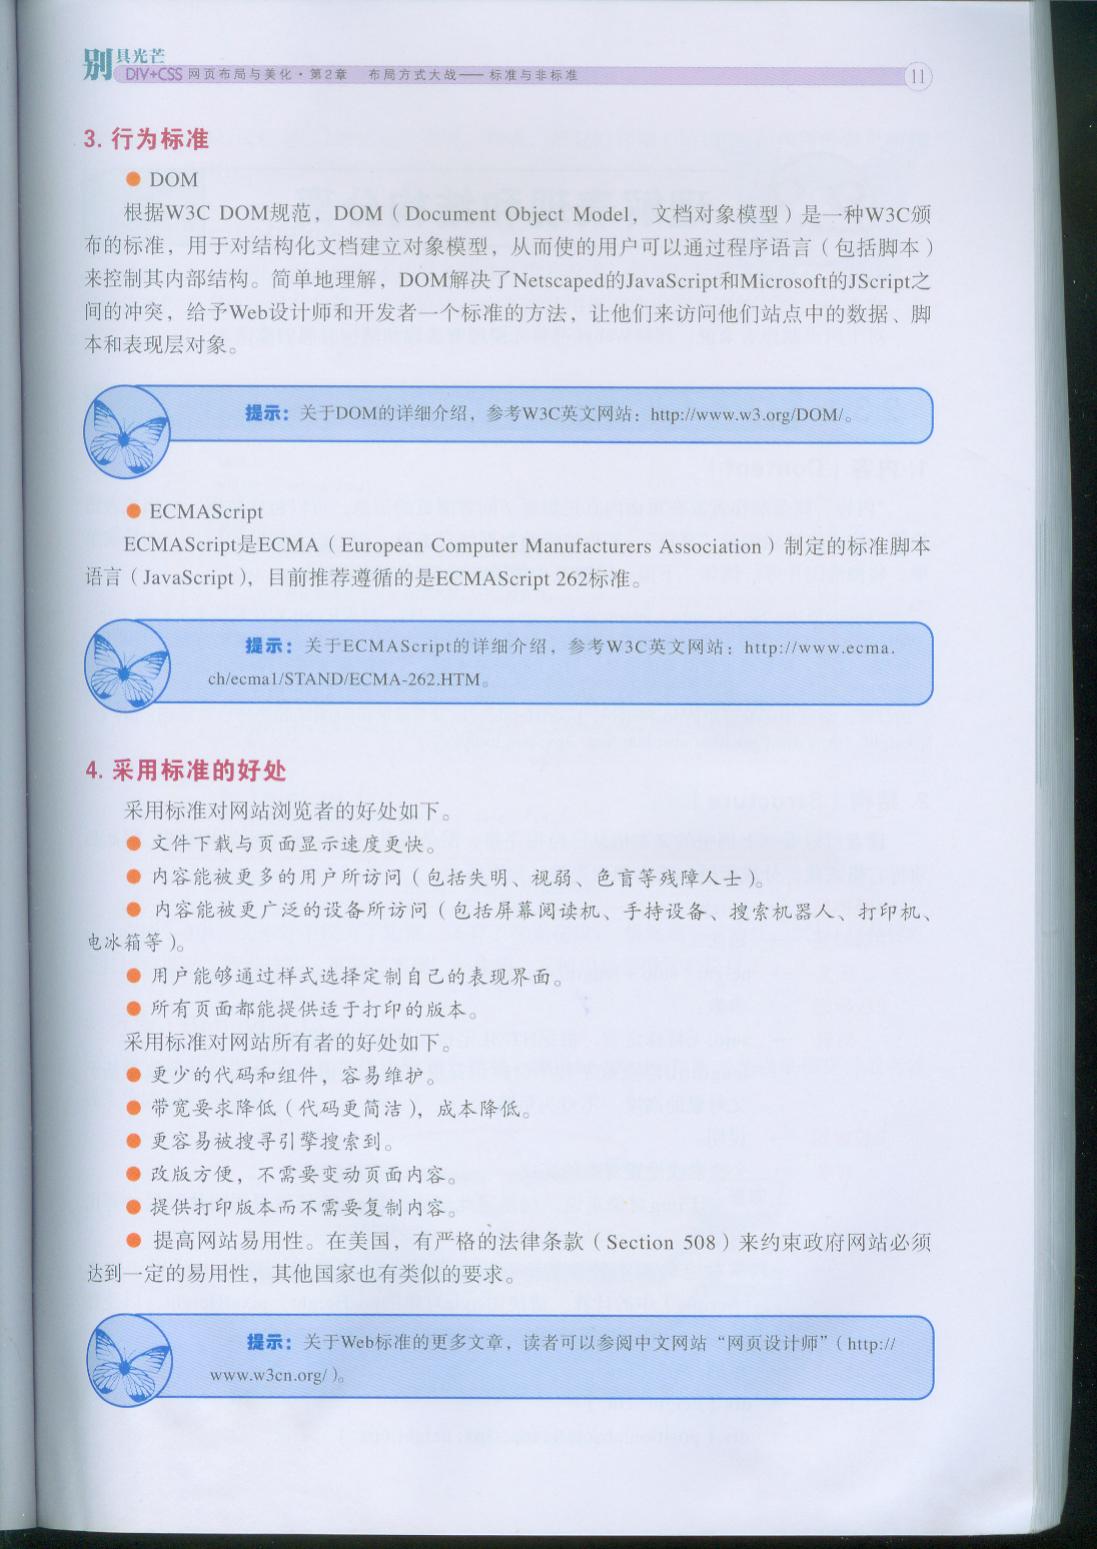 别具光芒
DIV+CSS 网页布局与美化·第2章 布局方式大战——标准与非标准
11
3. 行为标准
● DOM
根据W3C DOM规范，DOM（Document Object Model，文档对象模型）是一种W3C颁
布的标准，用于对结构化文档建立对象模型，从而使的用户可以通过程序语言（包括脚本）
来控制其内部结构。简单地理解，DOM解决了Netscaped的JavaScript和Microsoft的JScript之
间的冲突，给予Web设计师和开发者一个标准的方法，让他们来访问他们站点中的数据、脚
本和表现层对象。
提示：关于DOM的详细介绍，参考W3C英文网站：http://www.w3.org/DOM/。
● ECMAScript
ECMAScript是ECMA（European Computer Manufacturers Association）制定的标准脚本
语言（JavaScript），目前推荐遵循的是ECMAScript 262标准。
提示：关于ECMAScript的详细介绍，参考W3C英文网站：http://www.ecma.
ch/ecma1/STAND/ECMA-262.HTM。
4. 采用标准的好处
采用标准对网站浏览者的好处如下。
● 文件下载与页面显示速度更快。
● 内容能被更多的用户所访问（包括失明、视弱、色盲等残障人士）。
● 内容能被更广泛的设备所访问（包括屏幕阅读机、手持设备、搜索机器人、打印机、
电冰箱等）。
● 用户能够通过样式选择定制自己的表现界面。
● 所有页面都能提供适于打印的版本。
采用标准对网站所有者的好处如下。
● 更少的代码和组件，容易维护。
● 带宽要求降低（代码更简洁），成本降低。
● 更容易被搜寻引擎搜索到。
● 改版方便，不需要变动页面内容。
● 提供打印版本而不需要复制内容。
● 提高网站易用性。在美国，有严格的法律条款（Section 508）来约束政府网站必须
达到一定的易用性，其他国家也有类似的要求。
提示：关于Web标准的更多文章，读者可以参阅中文网站“网页设计师”（http://
www.w3cn.org/）。